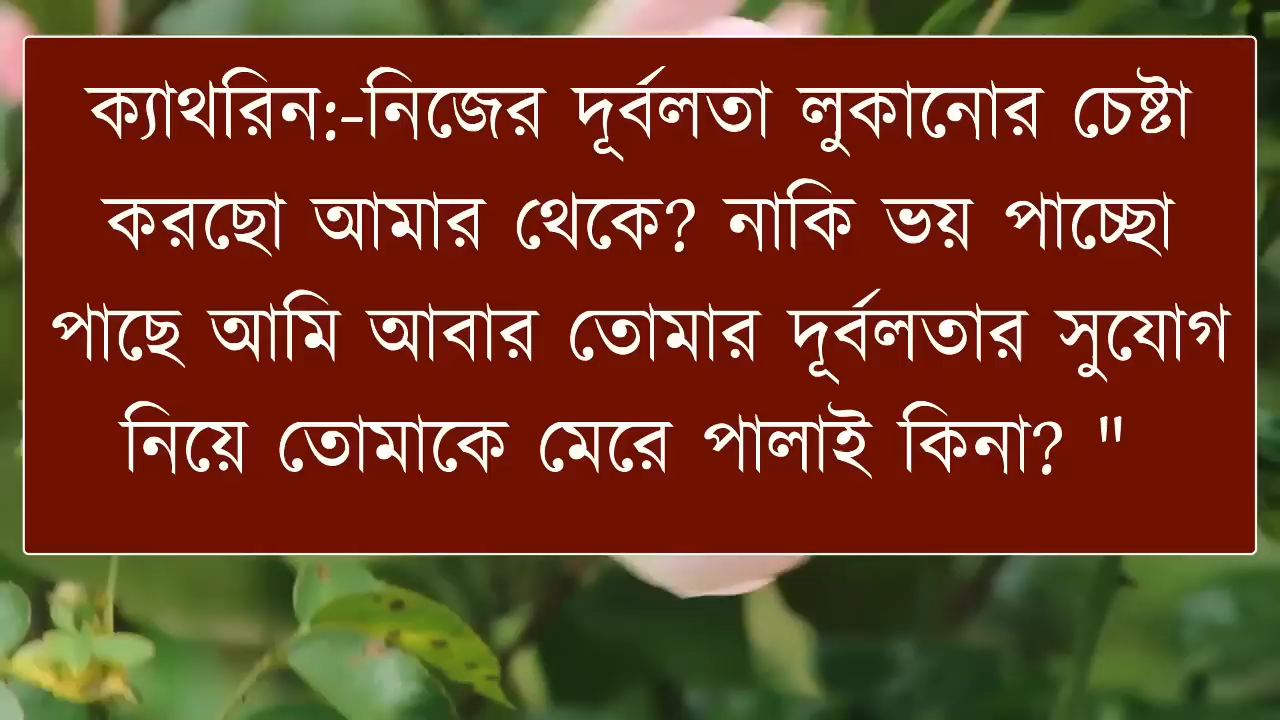 ক্যাথরিন:-নিজের দূর্বলতা লুকানোর চেষ্টা
করছো আমার থেকে? নাকি ভয় পাচ্ছো
পাছে আমি আবার তোমার দূর্বলতার সুযোগ
নিয়ে তোমাকে মেরে পালাই কিনা? "